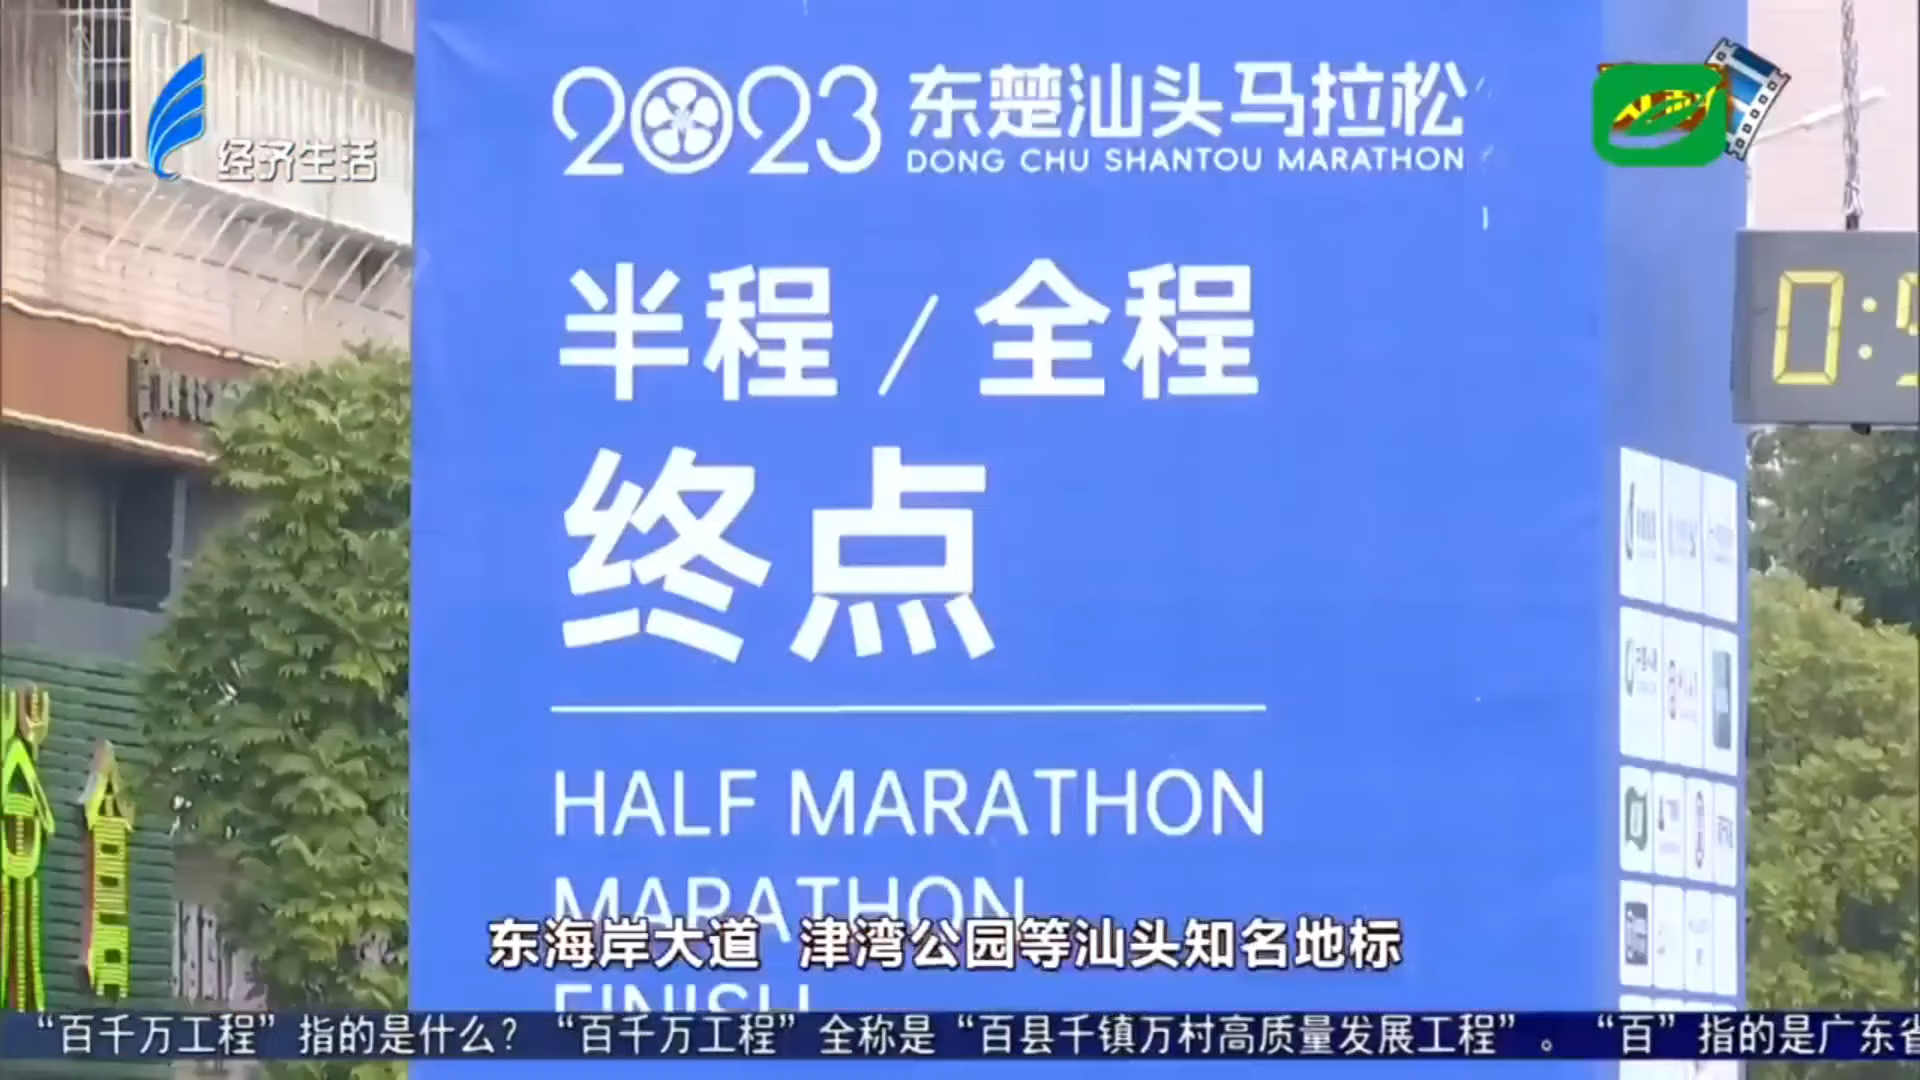 经济生活
2023 东楚汕头马拉松
DONG CHU SHANTOU MARATHON
半程/全程
终点
HALF MARATHON
MARATHON
FINISH
0:5
东海岸大道 津湾公园等汕头知名地标
“百千万工程”指的是什么？“百千万工程”全称是“百县千镇万村高质量发展工程”。“百”指的是广东省